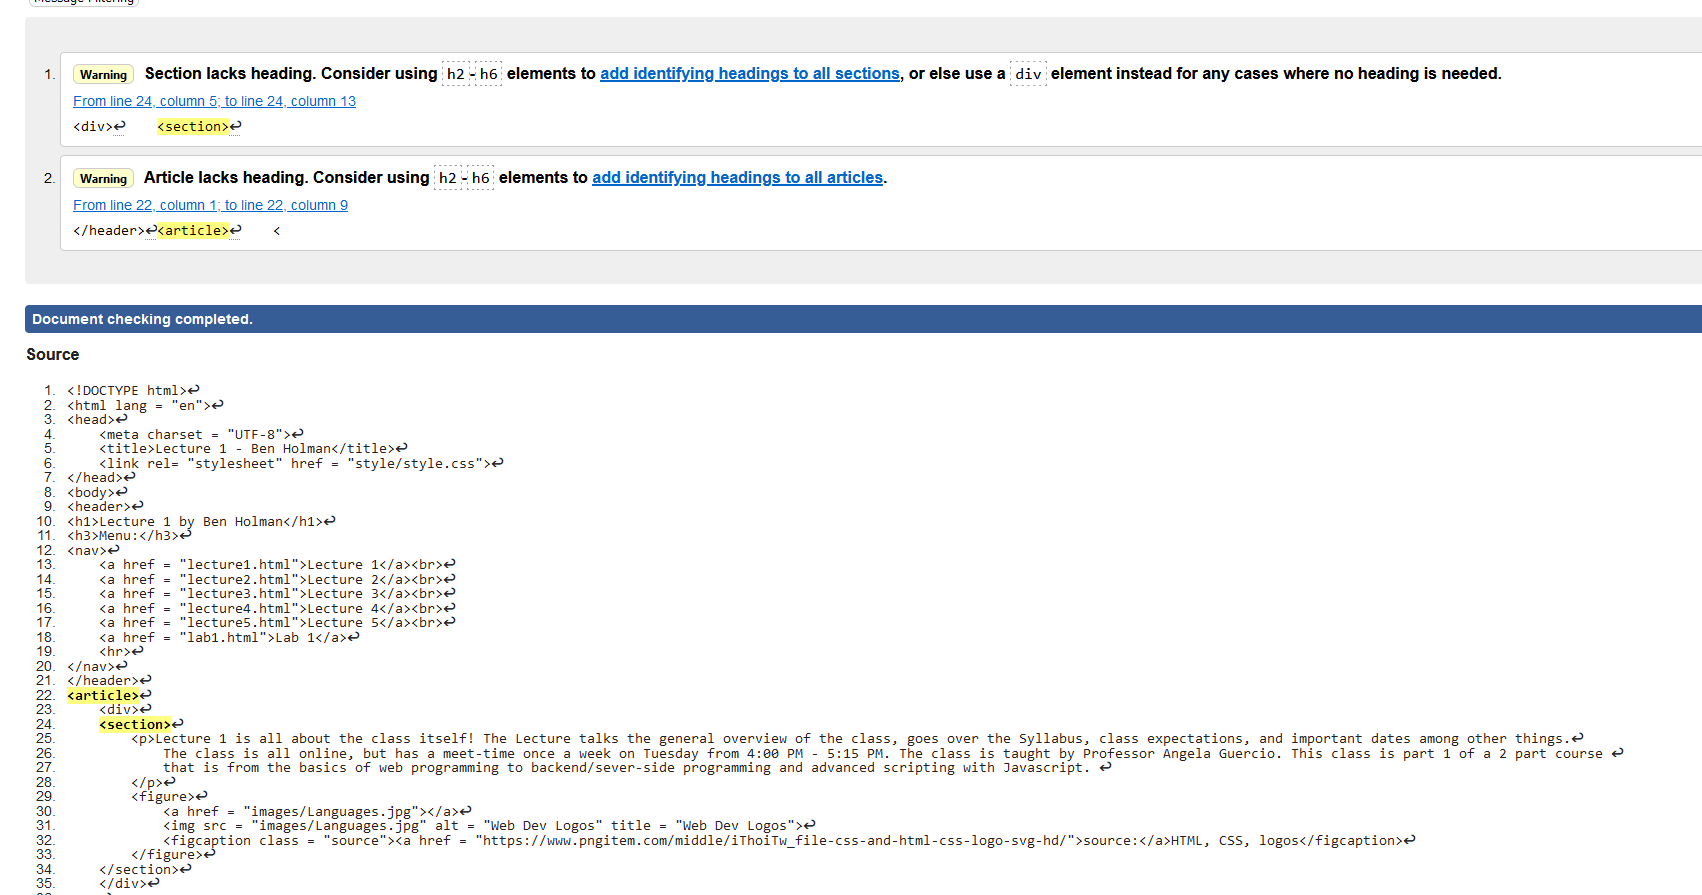 Message Filtering
1. Warning Section lacks heading. Consider using h2-h6 elements to add identifying headings to all sections, or else use a div element instead for any cases where no heading is needed.
From line 24, column 5; to line 24, column 13
<div>↩    <section>↩
2. Warning Article lacks heading. Consider using h2-h6 elements to add identifying headings to all articles.
From line 22, column 1; to line 22, column 9
</header>↩<article>↩    <
Document checking completed.
Source
1. <!DOCTYPE html>↩
2. <html lang = "en">↩
3. <head>↩
4.     <meta charset = "UTF-8">↩
5.     <title>Lecture 1 - Ben Holman</title>↩
6.     <link rel= "stylesheet" href = "style/style.css">↩
7. </head>↩
8. <body>↩
9. <header>↩
10. <h1>Lecture 1 by Ben Holman</h1>↩
11. <h3>Menu:</h3>↩
12. <nav>↩
13.     <a href = "lecture1.html">Lecture 1</a><br>↩
14.     <a href = "lecture2.html">Lecture 2</a><br>↩
15.     <a href = "lecture3.html">Lecture 3</a><br>↩
16.     <a href = "lecture4.html">Lecture 4</a><br>↩
17.     <a href = "lecture5.html">Lecture 5</a><br>↩
18.     <a href = "lab1.html">Lab 1</a>↩
19.     <hr>↩
20. </nav>↩
21. </header>↩
22. <article>↩
23.     <div>↩
24.     <section>↩
25.         <p>Lecture 1 is all about the class itself! The Lecture talks the general overview of the class, goes over the Syllabus, class expectations, and important dates among other things.↩
26.             The class is all online, but has a meet-time once a week on Tuesday from 4:00 PM - 5:15 PM. The class is taught by Professor Angela Guercio. This class is part 1 of a 2 part course ↩
27.             that is from the basics of web programming to backend/sever-side programming and advanced scripting with Javascript. ↩
28.         </p>↩
29.         <figure>↩
30.             <a href = "images/Languages.jpg"></a>↩
31.             <img src = "images/Languages.jpg" alt = "Web Dev Logos" title = "Web Dev Logos">↩
32.             <figcaption class = "source"><a href = "https://www.pngitem.com/middle/iThoiTw_file-css-and-html-css-logo-svg-hd/">source:</a>HTML, CSS, logos</figcaption>↩
33.         </figure>↩
34.     </section>↩
35.     </div>↩